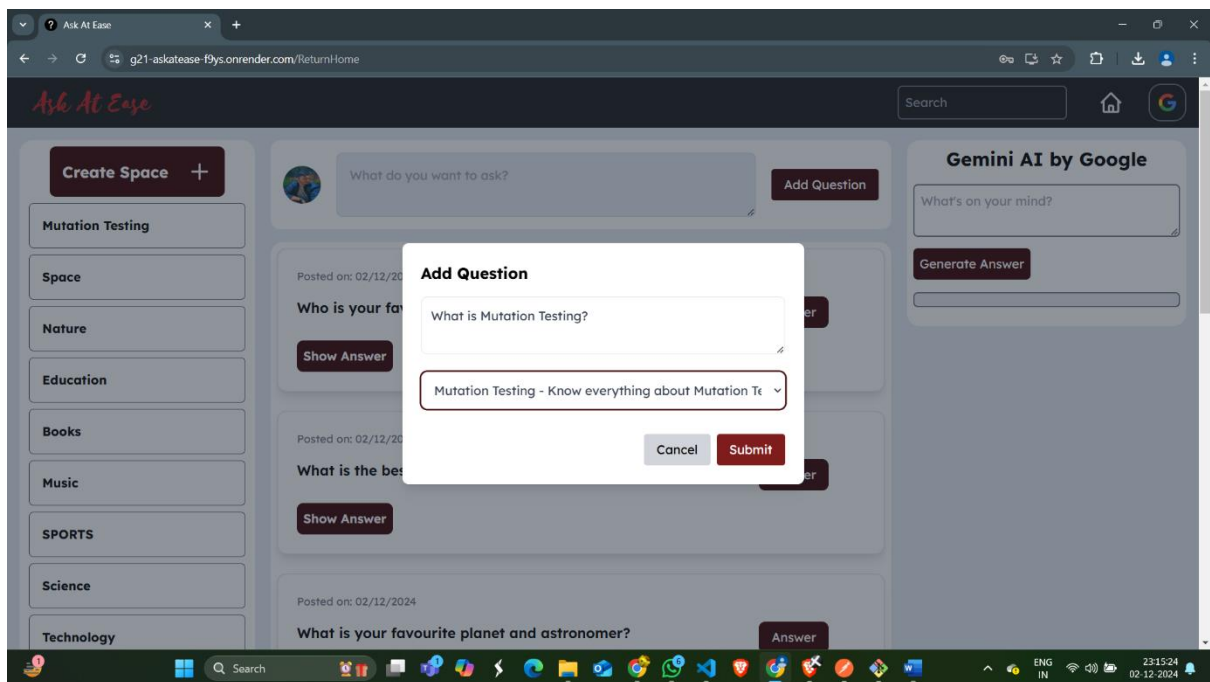 Ask At Ease
g21-askatease-f9ys.onrender.com/ReturnHome
Ask At Ease
Search
Create Space +
Mutation Testing
Space
Nature
Education
Books
Music
SPORTS
Science
Technology
What do you want to ask?
Add Question
Posted on: 02/12/20
Who is your fav
er
Show Answer
Posted on: 02/12/20
What is the bes
er
Show Answer
Posted on: 02/12/2024
What is your favourite planet and astronomer?
Answer
Add Question
What is Mutation Testing?
Mutation Testing - Know everything about Mutation Te
Cancel
Submit
Gemini AI by Google
What's on your mind?
Generate Answer
Search
ENG
IN
23:15:24
02-12-2024